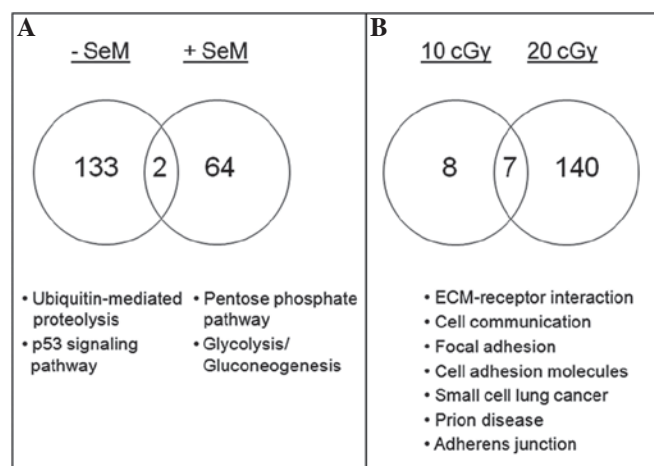 A
- SeM + SeM
133 2 64
• Ubiquitin-mediated
proteolysis
• p53 signaling
pathway
• Pentose phosphate
pathway
• Glycolysis/
Gluconeogenesis
B
10 cGy 20 cGy
8 7 140
• ECM-receptor interaction
• Cell communication
• Focal adhesion
• Cell adhesion molecules
• Small cell lung cancer
• Prion disease
• Adherens junction